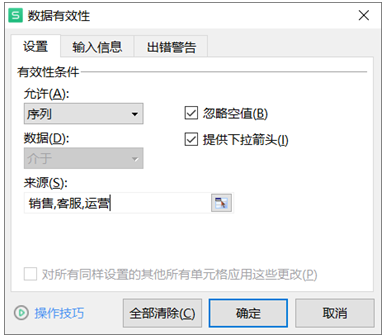 数据有效性
设置 输入信息 出错警告
有效性条件
允许(A):
序列
忽略空值(B)
数据(D):
介于
提供下拉箭头(I)
来源(S):
销售,客服,运营
对所有同样设置的其他所有单元格应用这些更改(P)
操作技巧 全部清除(C) 确定 取消